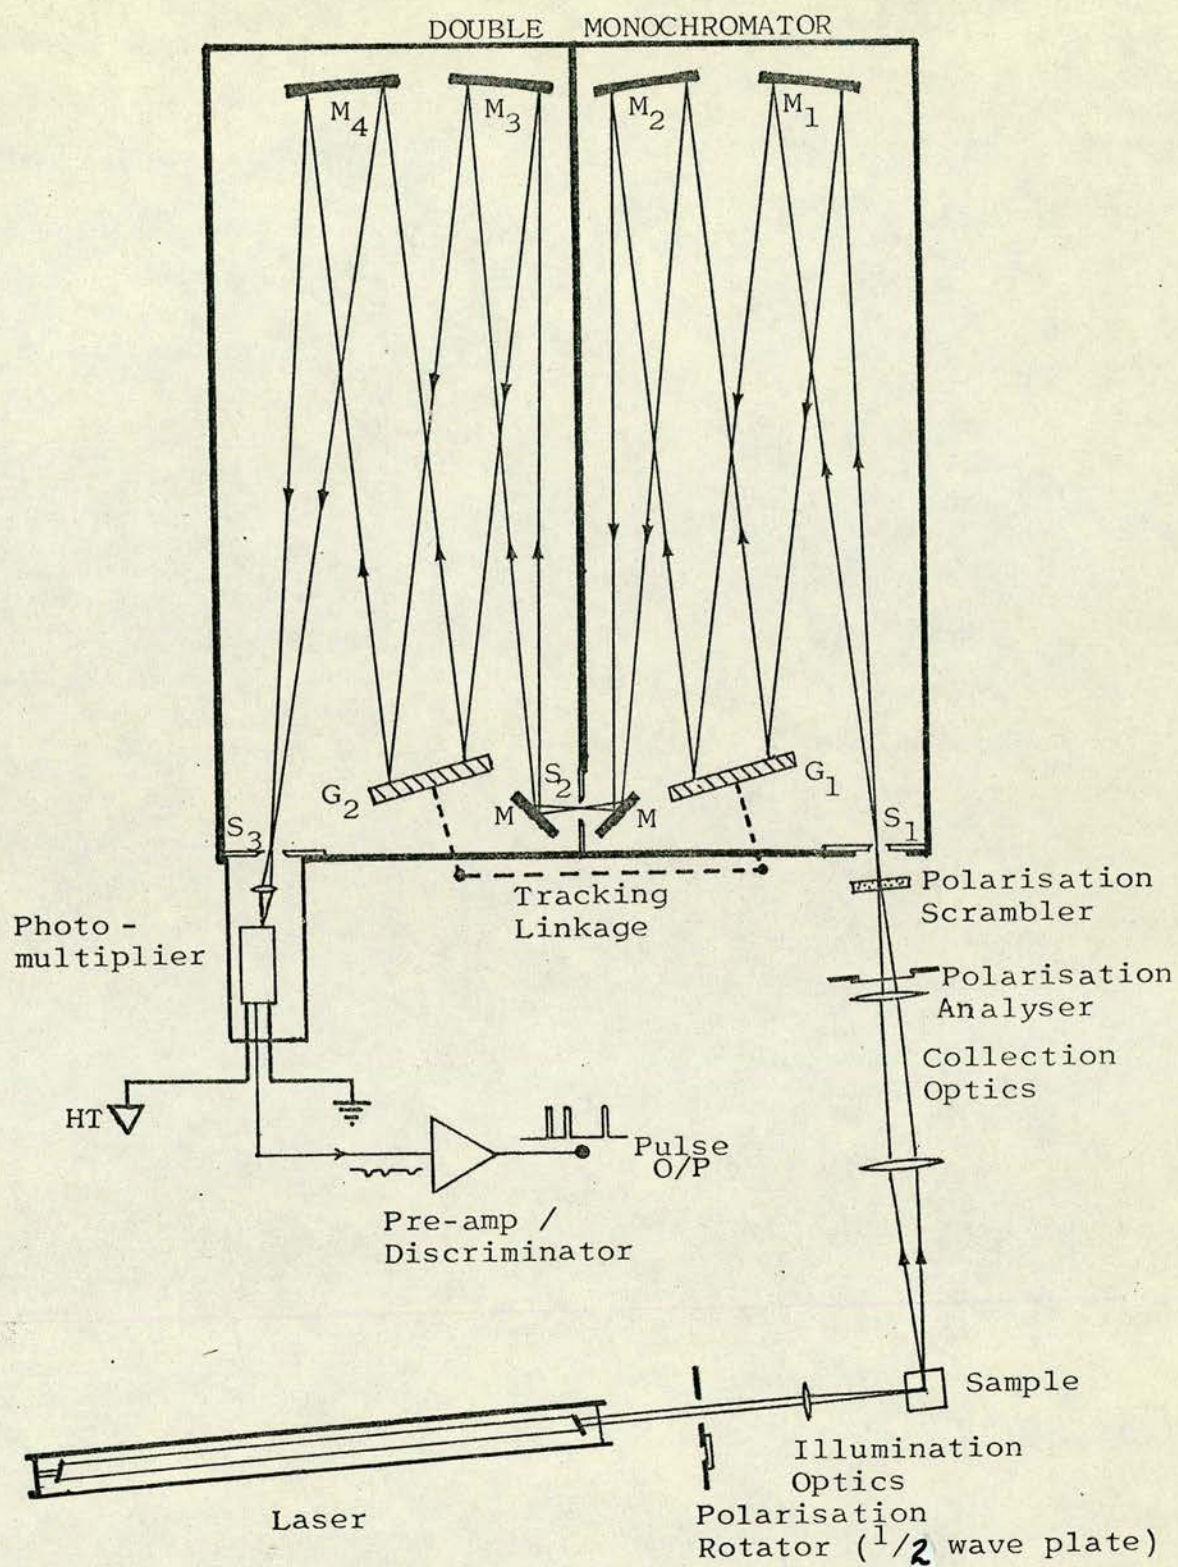 DOUBLE MONOCHROMATOR
M4
M3
M2
M1
G2
S2
G1
M
M
S3
S1
Tracking
Linkage
Polarisation
Scrambler
Photo-
multiplier
Polarisation
Analyser
Collection
Optics
HT
Pulse
O/P
Pre-amp /
Discriminator
Sample
Illumination
Optics
Laser
Polarisation
Rotator (1/2 wave plate)